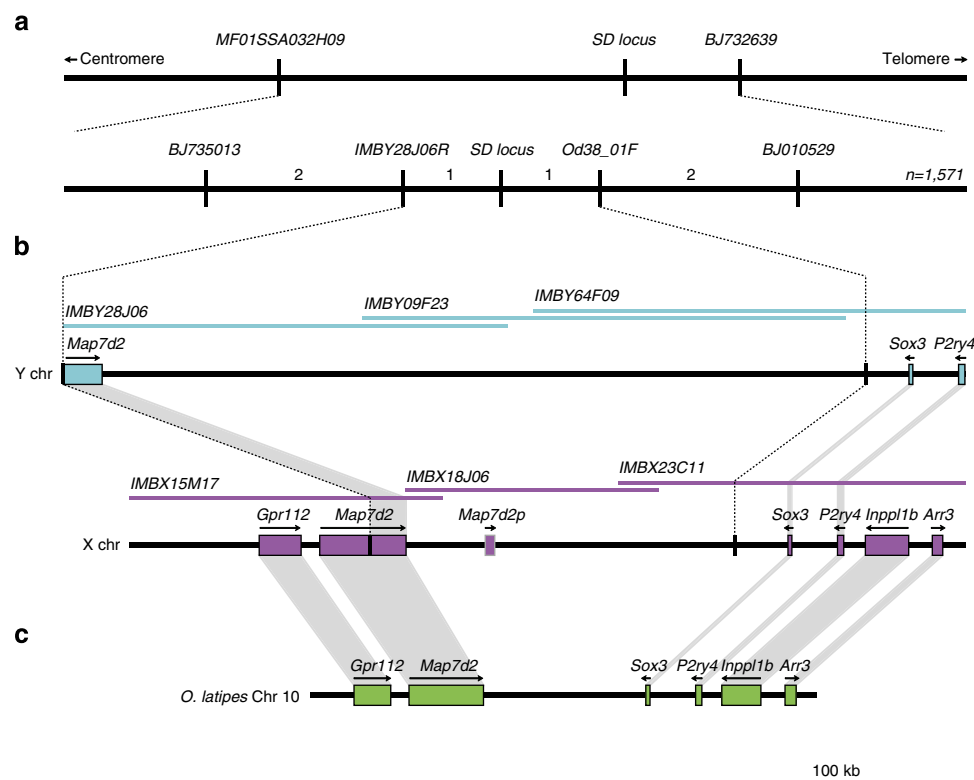 a
MF01SSA032H09 SD locus BJ732639
Centromere Telomere
BJ735013 IMBY28J06R SD locus Od38_01F BJ010529
2 1 1 2 n=1,571
b
IMBY28J06 IMBY09F23 IMBY64F09
Map7d2 Sox3 P2ry4
Y chr
IMBX15M17 IMBX18J06 IMBX23C11
Gpr112 Map7d2 Map7d2p Sox3 P2ry4 Inppl1b Arr3
X chr
c
Gpr112 Map7d2 Sox3 P2ry4 Inppl1b Arr3
O. latipes Chr 10
100 kb